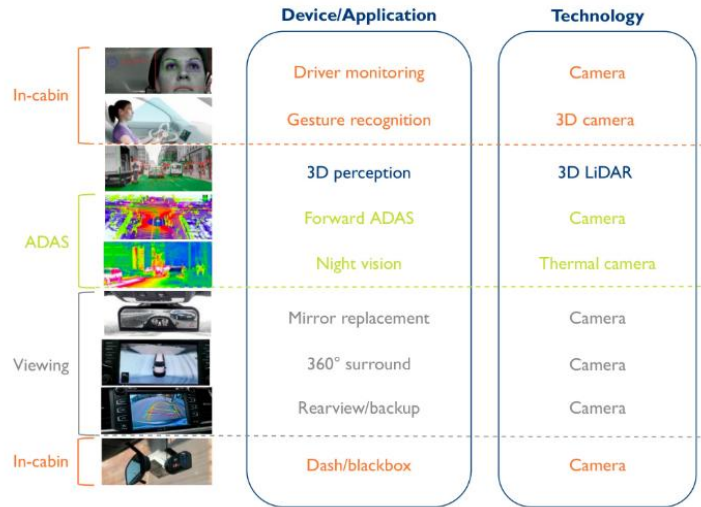 Device/Application Technology
In-cabin
Driver monitoring Camera
Gesture recognition 3D camera
3D perception 3D LiDAR
ADAS
Forward ADAS Camera
Night vision Thermal camera
Viewing
Mirror replacement Camera
360° surround Camera
Rearview/backup Camera
In-cabin
Dash/blackbox Camera